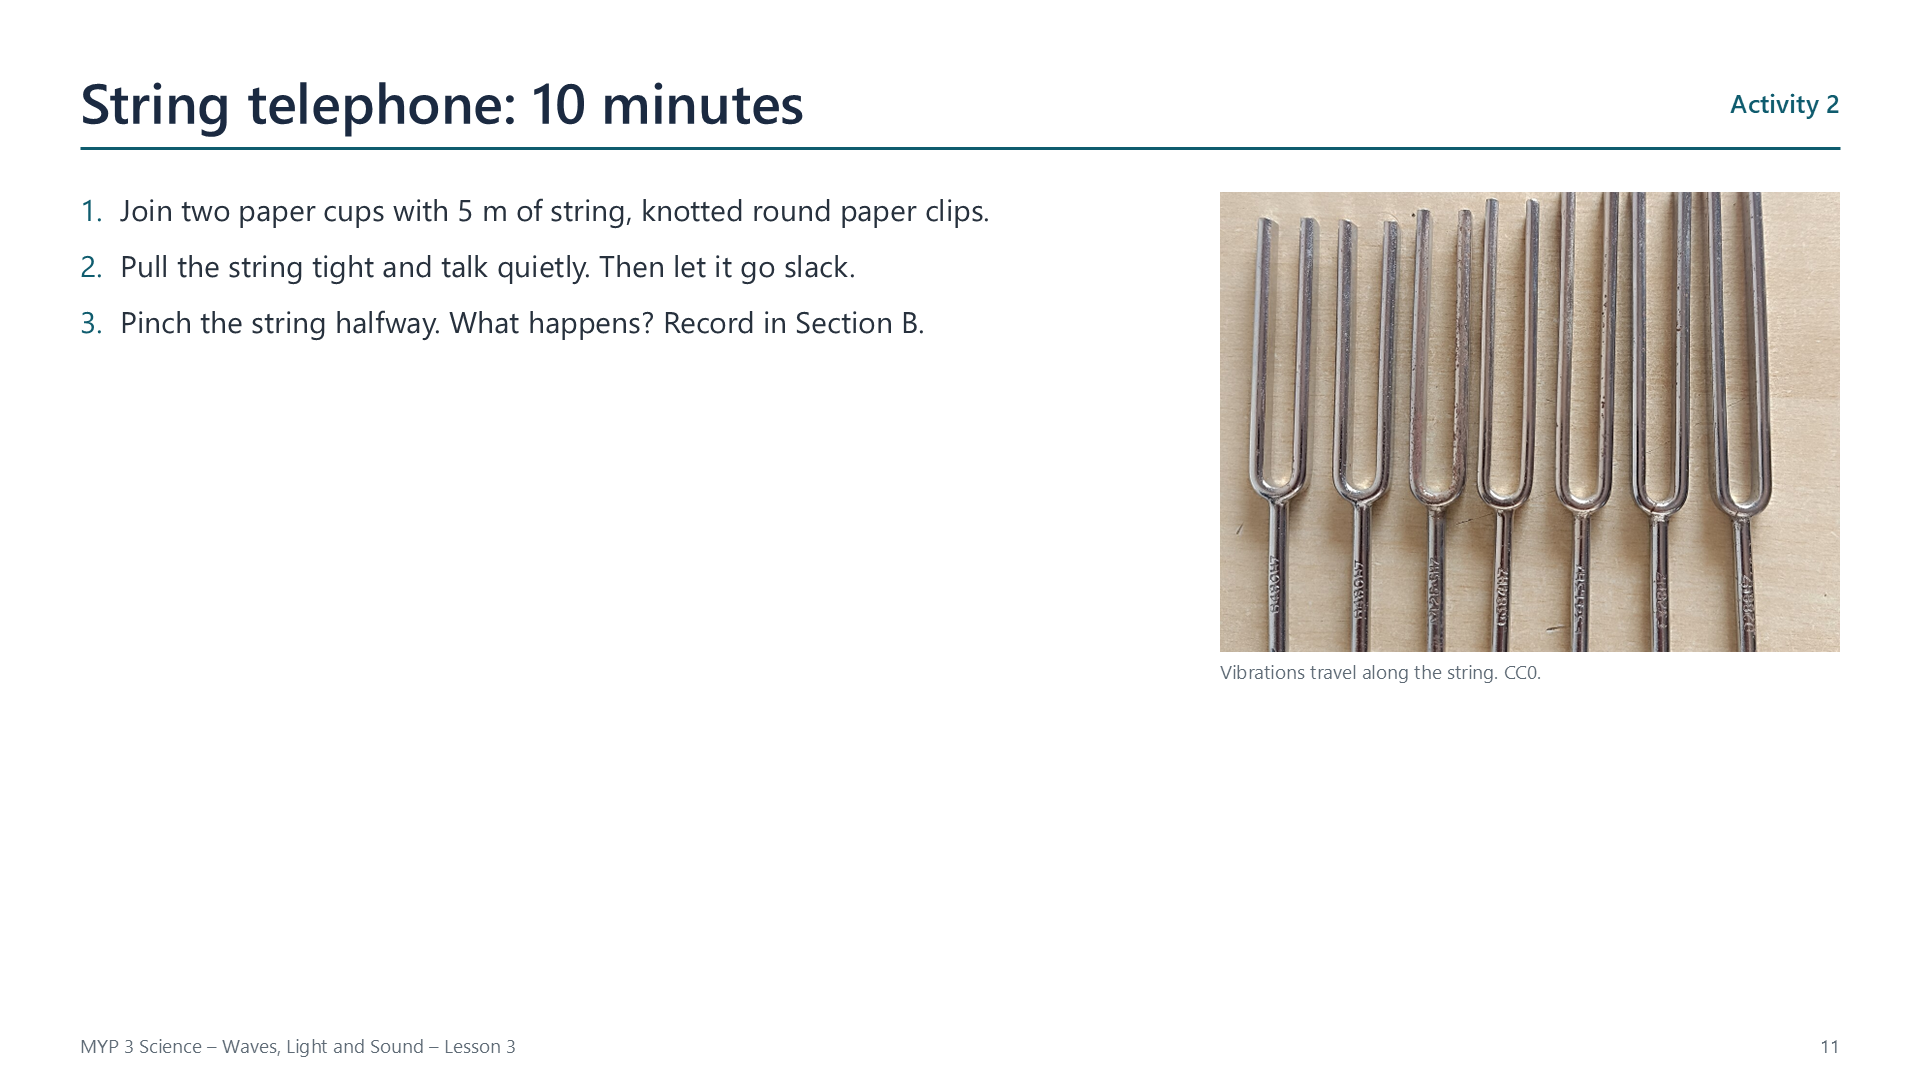 String telephone: 10 minutes
Activity 2
1. Join two paper cups with 5 m of string, knotted round paper clips.
2. Pull the string tight and talk quietly. Then let it go slack.
3. Pinch the string halfway. What happens? Record in Section B.
Vibrations travel along the string. CC0.
MYP 3 Science – Waves, Light and Sound – Lesson 3
11